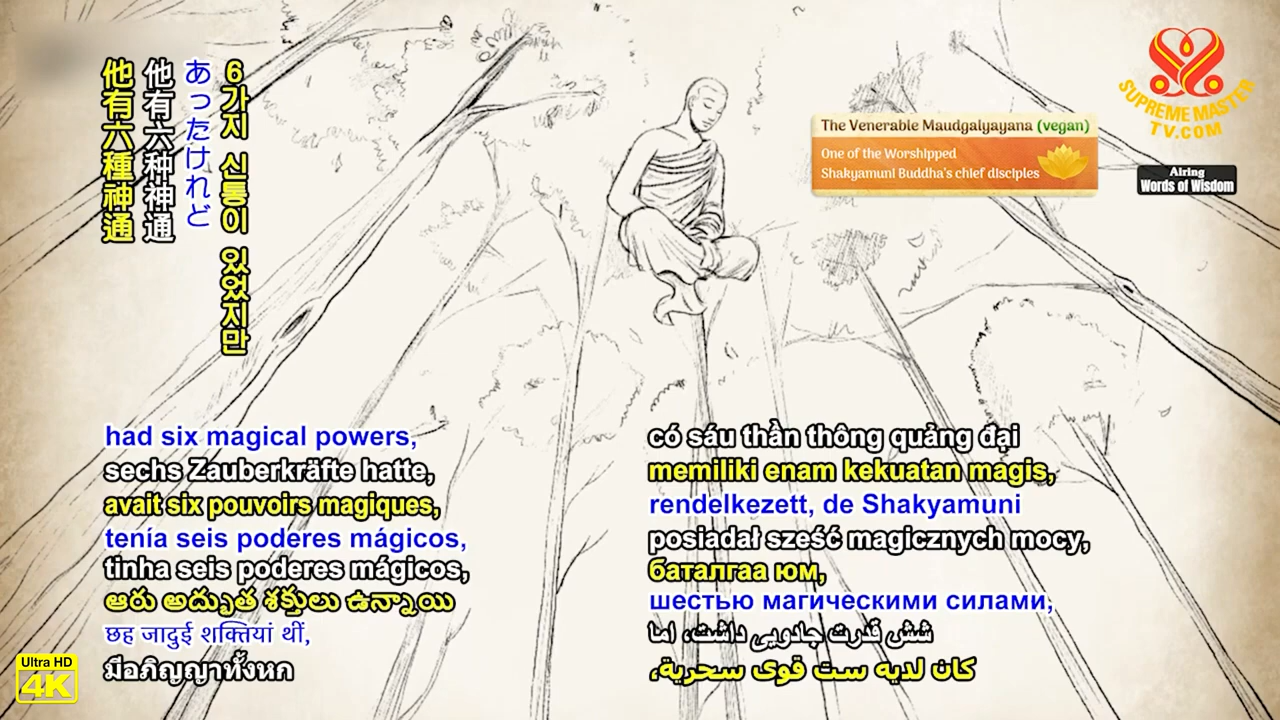 他有六種神通
他有六种神通
あったけれど
6가지 신통이 있었지만
The Venerable Maudgalyayana (vegan)
One of the Worshipped
Shakyamuni Buddha's chief disciples
SUPREME MASTER
TV.COM
Airing
Words of Wisdom
had six magical powers,
sechs Zauberkräfte hatte,
avait six pouvoirs magiques,
tenía seis poderes mágicos,
tinha seis poderes mágicos,
ఆరు అద్భుత శక్తులు ఉన్నాయి
छह जादुई शक्तियां थीं,
มีอภิญญาทั้งหก
có sáu thần thông quảng đại
memiliki enam kekuatan magis,
rendelkezett, de Shakyamuni
posiadał sześć magicznych mocy,
баталгаа юм,
шестью магическими силами,
شش قدرت جادویی داشت، اما
كان لديه ست قوى سحرية،
Ultra HD
4K